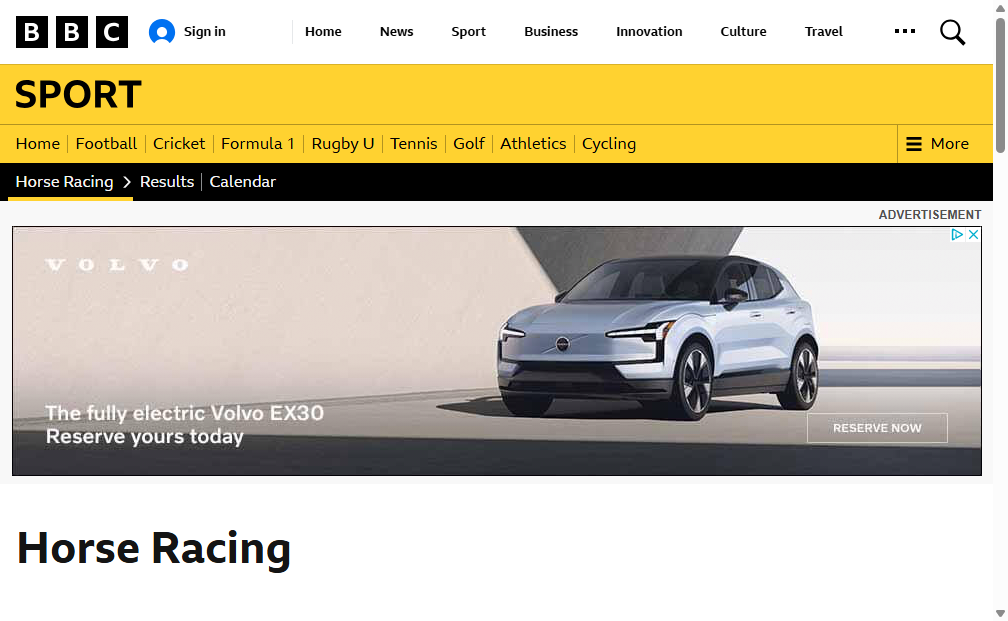 BBC Sign in Home News Sport Business Innovation Culture Travel
SPORT
Home Football Cricket Formula 1 Rugby U Tennis Golf Athletics Cycling More
Horse Racing Results Calendar
ADVERTISEMENT
VOLVO
The fully electric Volvo EX30
Reserve yours today
RESERVE NOW
Horse Racing